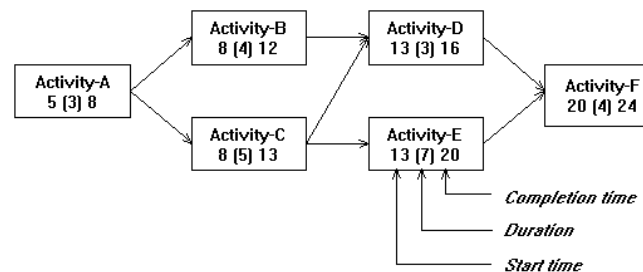 Activity-B
8 (4) 12
Activity-D
13 (3) 16
Activity-A
5 (3) 8
Activity-F
20 (4) 24
Activity-C
8 (5) 13
Activity-E
13 (7) 20
Completion time
Duration
Start time